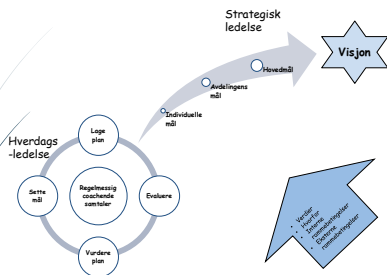 Strategisk
ledelse
Visjon
Hovedmål
Avdelingens
mål
Individuelle
mål
Hverdags
-ledelse
Lage
plan
Sette
mål
Regelmessig
coachende
samtaler
Evaluere
Vurdere
plan
• Verdier
• Hvorfor
• Interne
rammebetingelser
• Eksterne
rammebetingelser